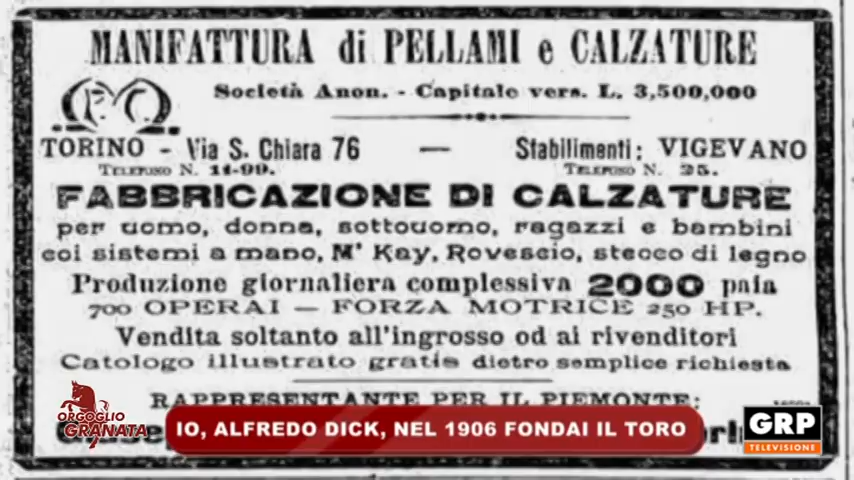 MANIFATTURA di PELLAMI e CALZATURE
Società Anon. - Capitale vers. L. 3,500,000
TORINO - Via S. Chiara 76 — Stabilimenti: VIGEVANO
TELEFONO N. 11-99. TELEFONO N. 25.
FABBRICAZIONE DI CALZATURE
per uomo, donna, sottouomo, ragazzi e bambini
coi sistemi a mano, Mc Kay, Rovescio, stecco di legno
Produzione giornaliera complessiva 2000 paia
700 OPERAI — FORZA MOTRICE 250 HP.
Vendita soltanto all'ingrosso od ai rivenditori
Catologo illustrato gratis dietro semplice richiesta
RAPPRESENTANTE PER IL PIEMONTE:
ORGOGLIO
GRANATA
IO, ALFREDO DICK, NEL 1906 FONDAI IL TORO
GRP
TELEVISIONE